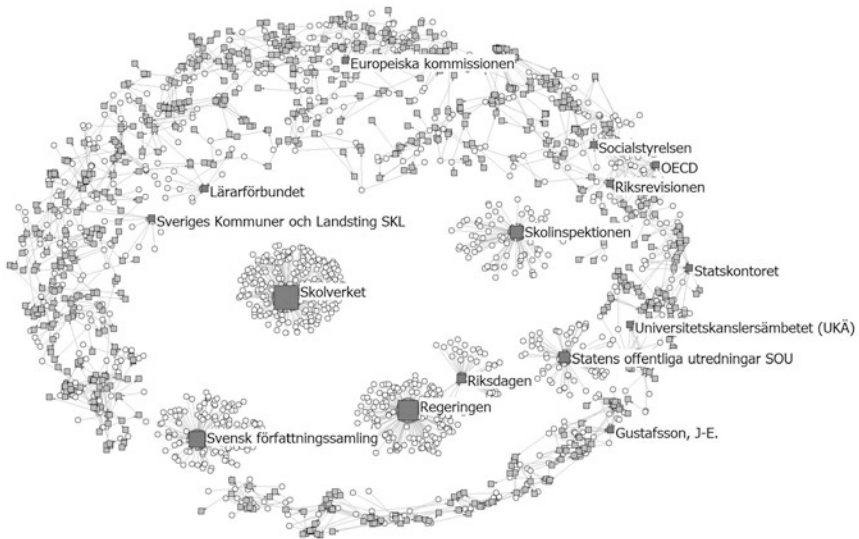 Europeiska kommissionen
Socialstyrelsen
OECD
Riksrevisionen
Lärarförbundet
Sveriges Kommuner och Landsting SKL
Skolinspektionen
Statskontoret
Skolverket
Universitetskanslersämbetet (UKÄ)
Statens offentliga utredningar SOU
Riksdagen
Regeringen
Gustafsson, J-E.
Svensk författningssamling